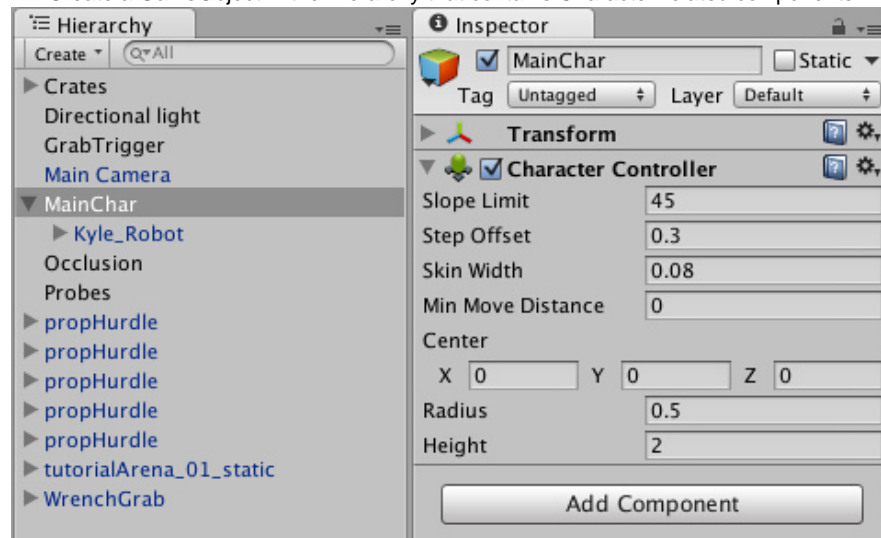 Hierarchy
Create
All
Crates
Directional light
GrabTrigger
Main Camera
MainChar
Kyle_Robot
Occlusion
Probes
propHurdle
propHurdle
propHurdle
propHurdle
propHurdle
tutorialArena_01_static
WrenchGrab
Inspector
MainChar Static
Tag Untagged Layer Default
Transform
Character Controller
Slope Limit 45
Step Offset 0.3
Skin Width 0.08
Min Move Distance 0
Center
X 0 Y 0 Z 0
Radius 0.5
Height 2
Add Component